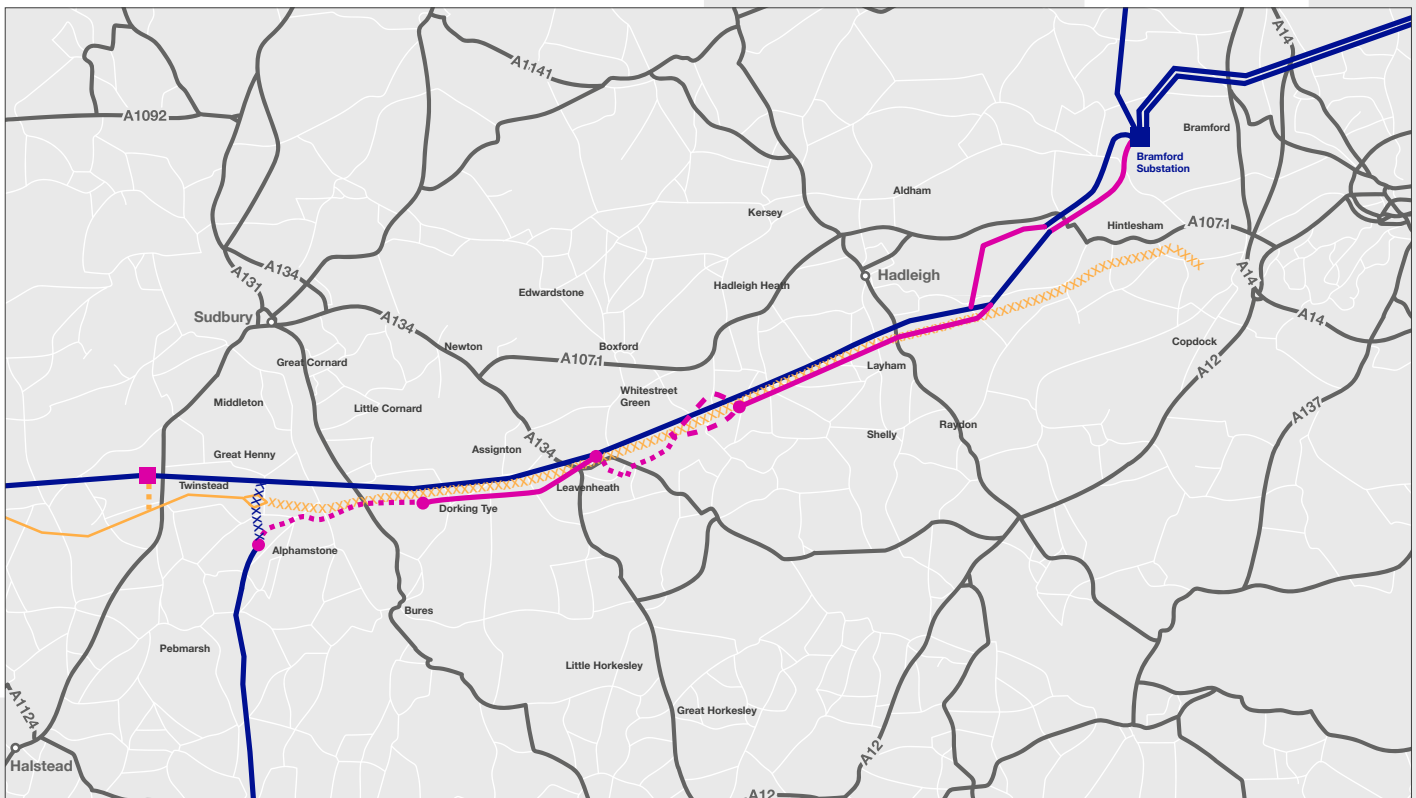 A14
A1141
A1092
Bramford
Bramford
Substation
Aldham
Kersey
A1071
Hintlesham
A134
A131
Hadleigh
A14
Hadleigh Heath
Edwardstone
Sudbury
A134
A14
Newton
Boxford
A1071
Copdock
Great Cornard
Layham
A12
Whitestreet
Green
Middleton
Little Cornard
A137
Raydon
Shelly
A134
Assignton
Great Henny
Twinstead
Leavenheath
Dorking Tye
Alphamstone
Bures
Pebmarsh
Little Horkesley
A1124
Great Horkesley
A12
Halstead
A12